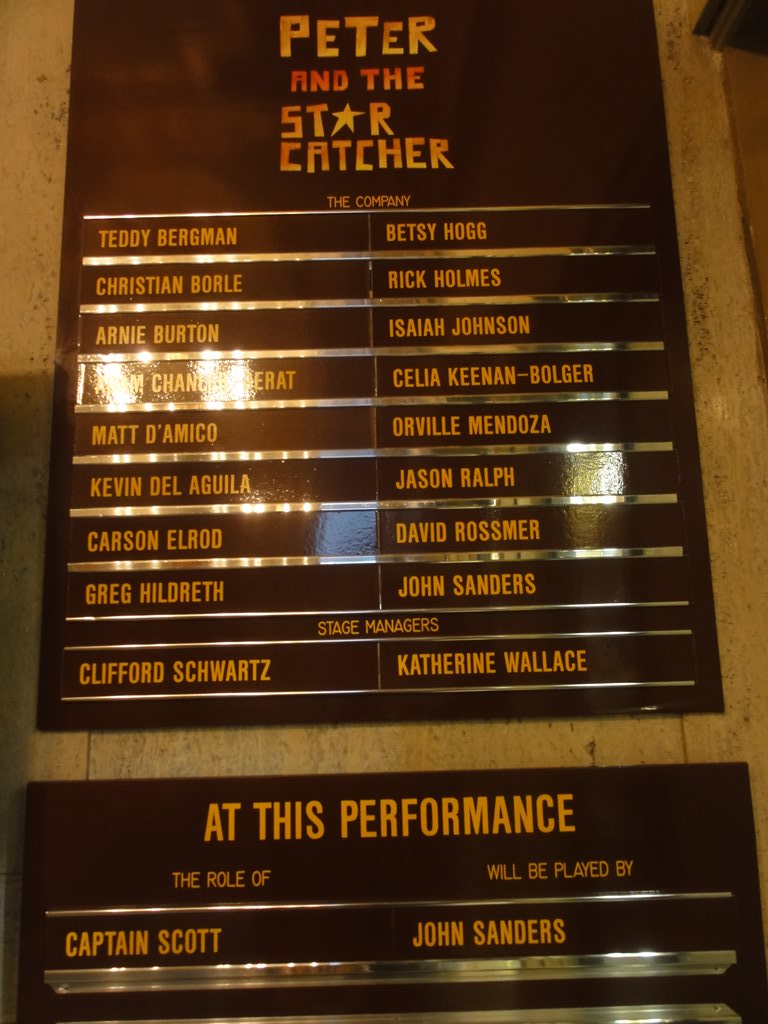 PETER
AND THE
STAR
CATCHER
THE COMPANY
TEDDY BERGMAN BETSY HOGG
CHRISTIAN BORLE RICK HOLMES
ARNIE BURTON ISAIAH JOHNSON
CELIA KEENAN-BOLGER
MATT D'AMICO ORVILLE MENDOZA
KEVIN DEL AGUILA JASON RALPH
CARSON ELROD DAVID ROSSMER
GREG HILDRETH JOHN SANDERS
STAGE MANAGERS
CLIFFORD SCHWARTZ KATHERINE WALLACE
AT THIS PERFORMANCE
THE ROLE OF WILL BE PLAYED BY
CAPTAIN SCOTT JOHN SANDERS